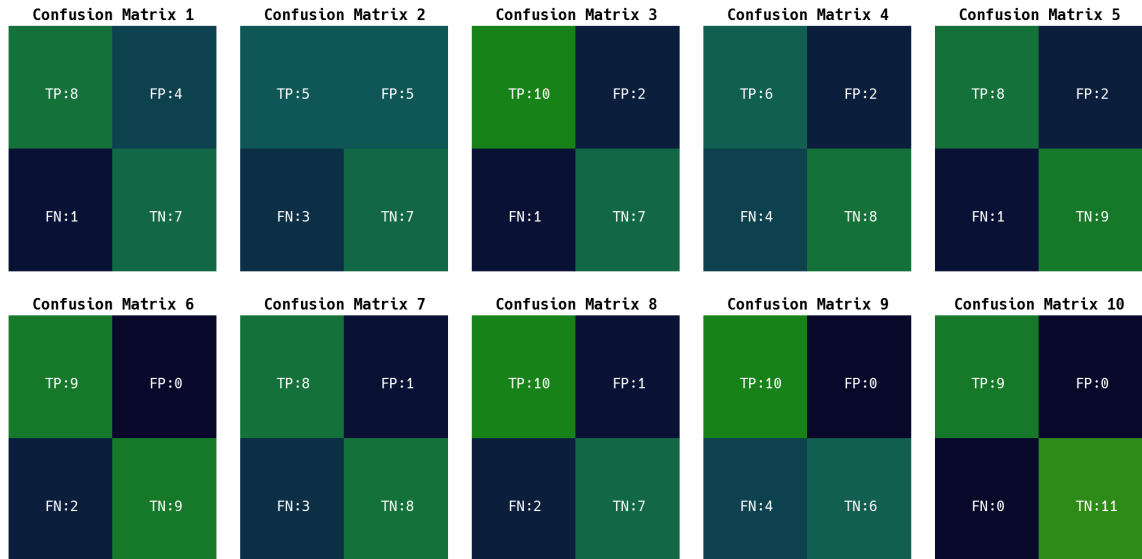 Confusion Matrix 1
TP:8 FP:4
FN:1 TN:7
Confusion Matrix 2
TP:5 FP:5
FN:3 TN:7
Confusion Matrix 3
TP:10 FP:2
FN:1 TN:7
Confusion Matrix 4
TP:6 FP:2
FN:4 TN:8
Confusion Matrix 5
TP:8 FP:2
FN:1 TN:9
Confusion Matrix 6
TP:9 FP:0
FN:2 TN:9
Confusion Matrix 7
TP:8 FP:1
FN:3 TN:8
Confusion Matrix 8
TP:10 FP:1
FN:2 TN:7
Confusion Matrix 9
TP:10 FP:0
FN:4 TN:6
Confusion Matrix 10
TP:9 FP:0
FN:0 TN:11